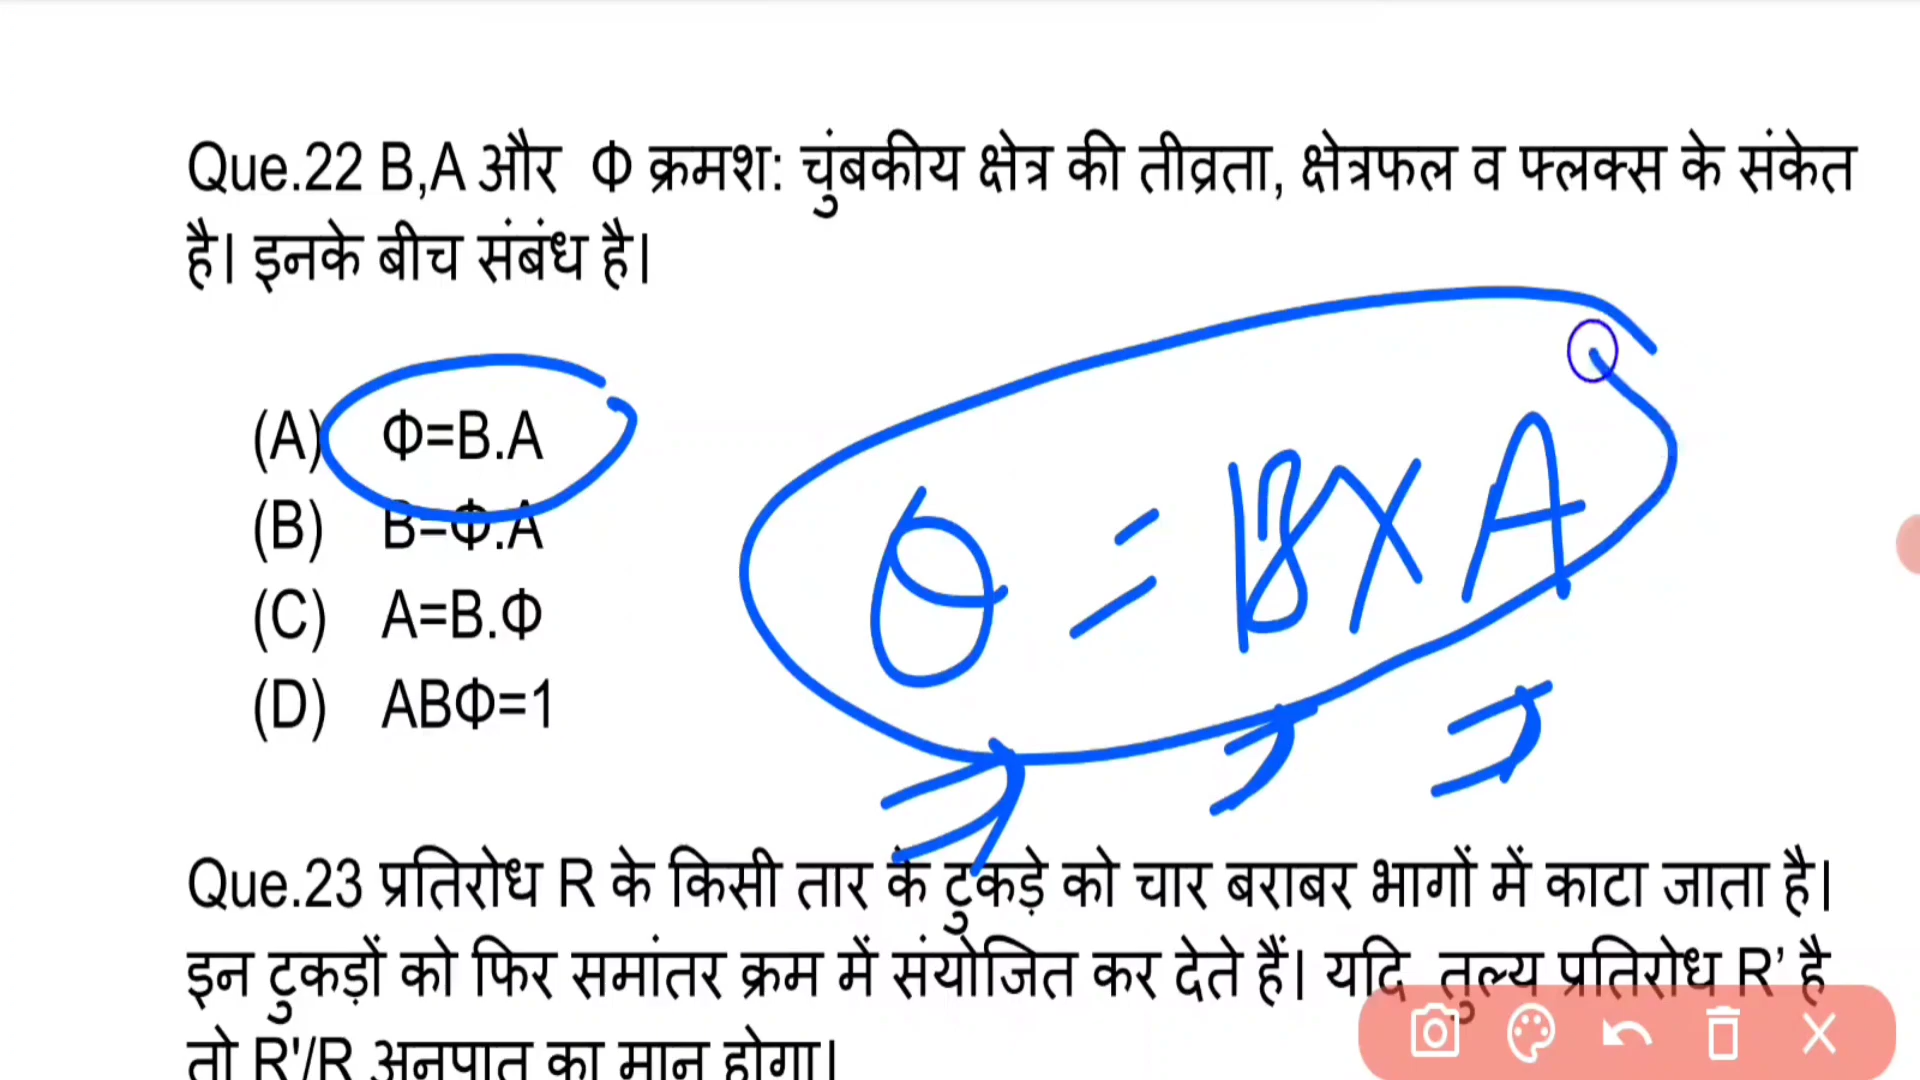 Que.22 B,A और Φ क्रमश: चुंबकीय क्षेत्र की तीव्रता, क्षेत्रफल व फ्लक्स के संकेत
है। इनके बीच संबंध है।
(A) Φ=B.A
(B) B=Φ.A
(C) A=B.Φ
(D) ABΦ=1
Θ = B X A
Que.23 प्रतिरोध R के किसी तार के टुकड़े को चार बराबर भागों में काटा जाता है।
इन टुकड़ों को फिर समांतर क्रम में संयोजित कर देते हैं। यदि तुल्य प्रतिरोध R’ है
तो R'/R अनुपात का मान होगा।